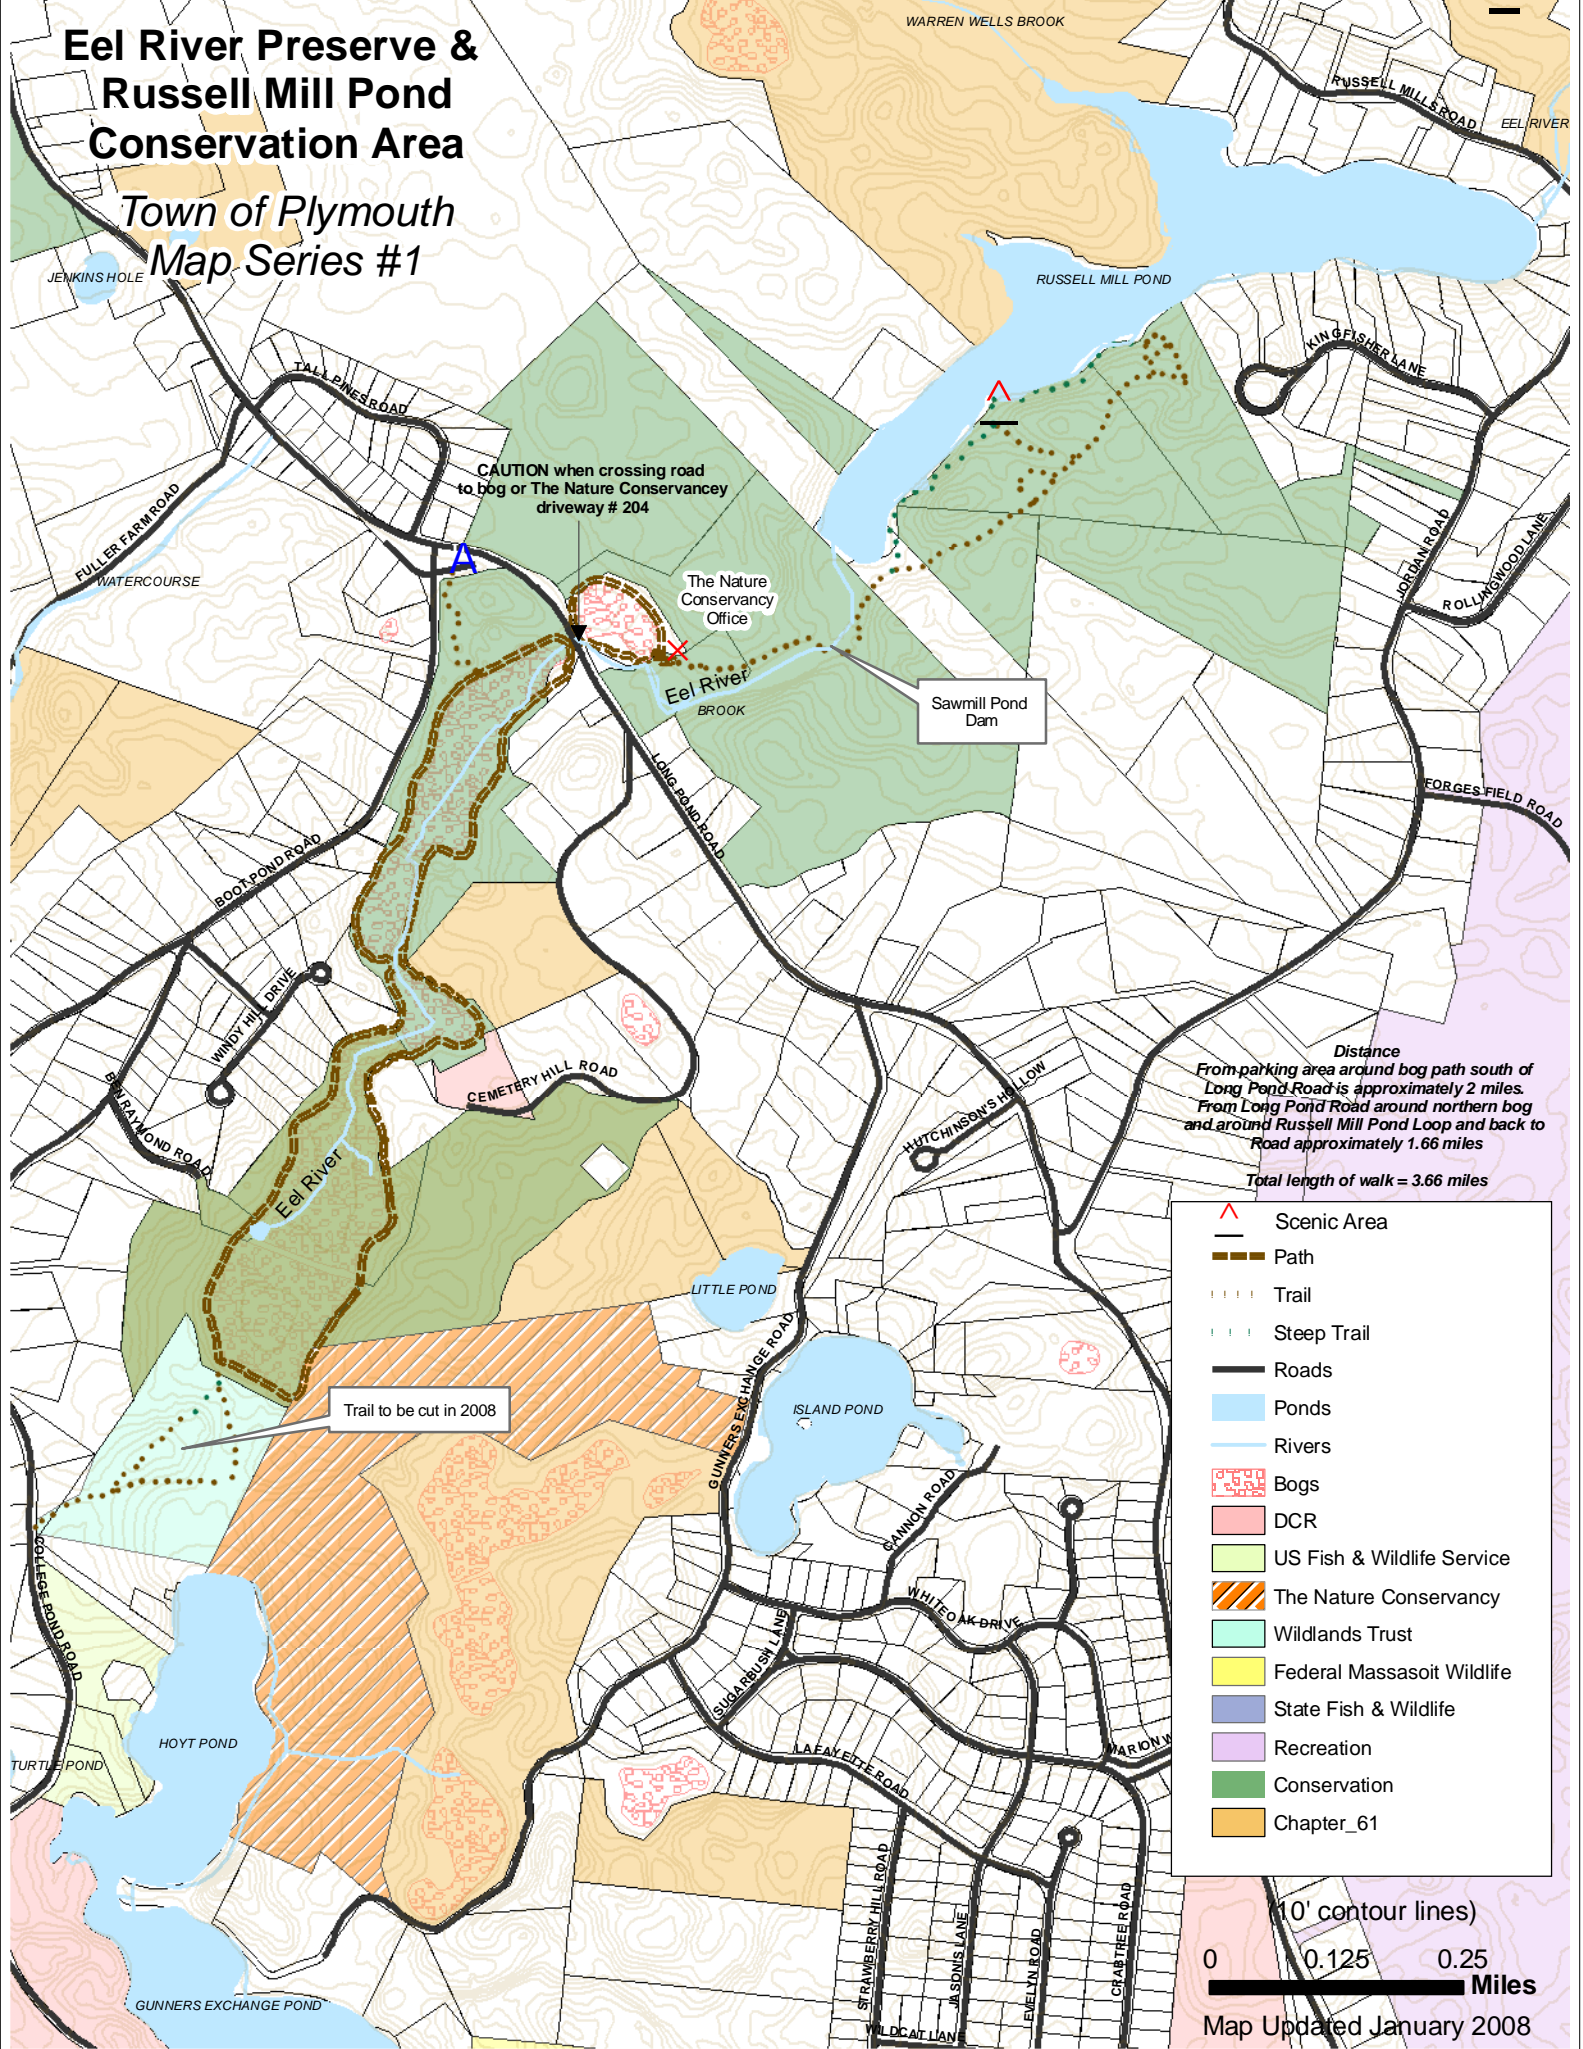 Eel River Preserve &
Russell Mill Pond
Conservation Area
Town of Plymouth
Map Series #1
WARREN WELLS BROOK
RUSSELL MILLS ROAD
EEL RIVER
JENKINS HOLE
RUSSELL MILL POND
KINGFISHER LANE
TALL PINES ROAD
CAUTION when crossing road
to bog or The Nature Conservancey
driveway # 204
FULLER FARM ROAD
WATERCOURSE
A
The Nature
Conservancy
Office
JORDAN ROAD
ROLLINGWOOD LANE
Eel River
BROOK
Sawmill Pond
Dam
LONG POND ROAD
FORGES FIELD ROAD
BOOT POND ROAD
WINDY HILL DRIVE
BEN RAYMOND ROAD
CEMETERY HILL ROAD
HUTCHINSON'S HOLLOW
Distance
From parking area around bog path south of
Long Pond Road is approximately 2 miles.
From Long Pond Road around northern bog
and around Russell Mill Pond Loop and back to
Road approximately 1.66 miles
Total length of walk = 3.66 miles
Eel River
LITTLE POND
GUNNERS EXCHANGE ROAD
ISLAND POND
Trail to be cut in 2008
CANNON ROAD
COLLEGE POND ROAD
WHITE OAK DRIVE
SUGARBUSH LANE
HOYT POND
TURTLE POND
LAFAYETTE ROAD
MARION W
STRAWBERRY HILL ROAD
JASON'S LANE
EVELYN ROAD
CRABTREE ROAD
WILDCAT LANE
GUNNERS EXCHANGE POND
Scenic Area
Path
Trail
Steep Trail
Roads
Ponds
Rivers
Bogs
DCR
US Fish & Wildlife Service
The Nature Conservancy
Wildlands Trust
Federal Massasoit Wildlife
State Fish & Wildlife
Recreation
Conservation
Chapter_61
(10' contour lines)
0 0.125 0.25
Miles
Map Updated January 2008